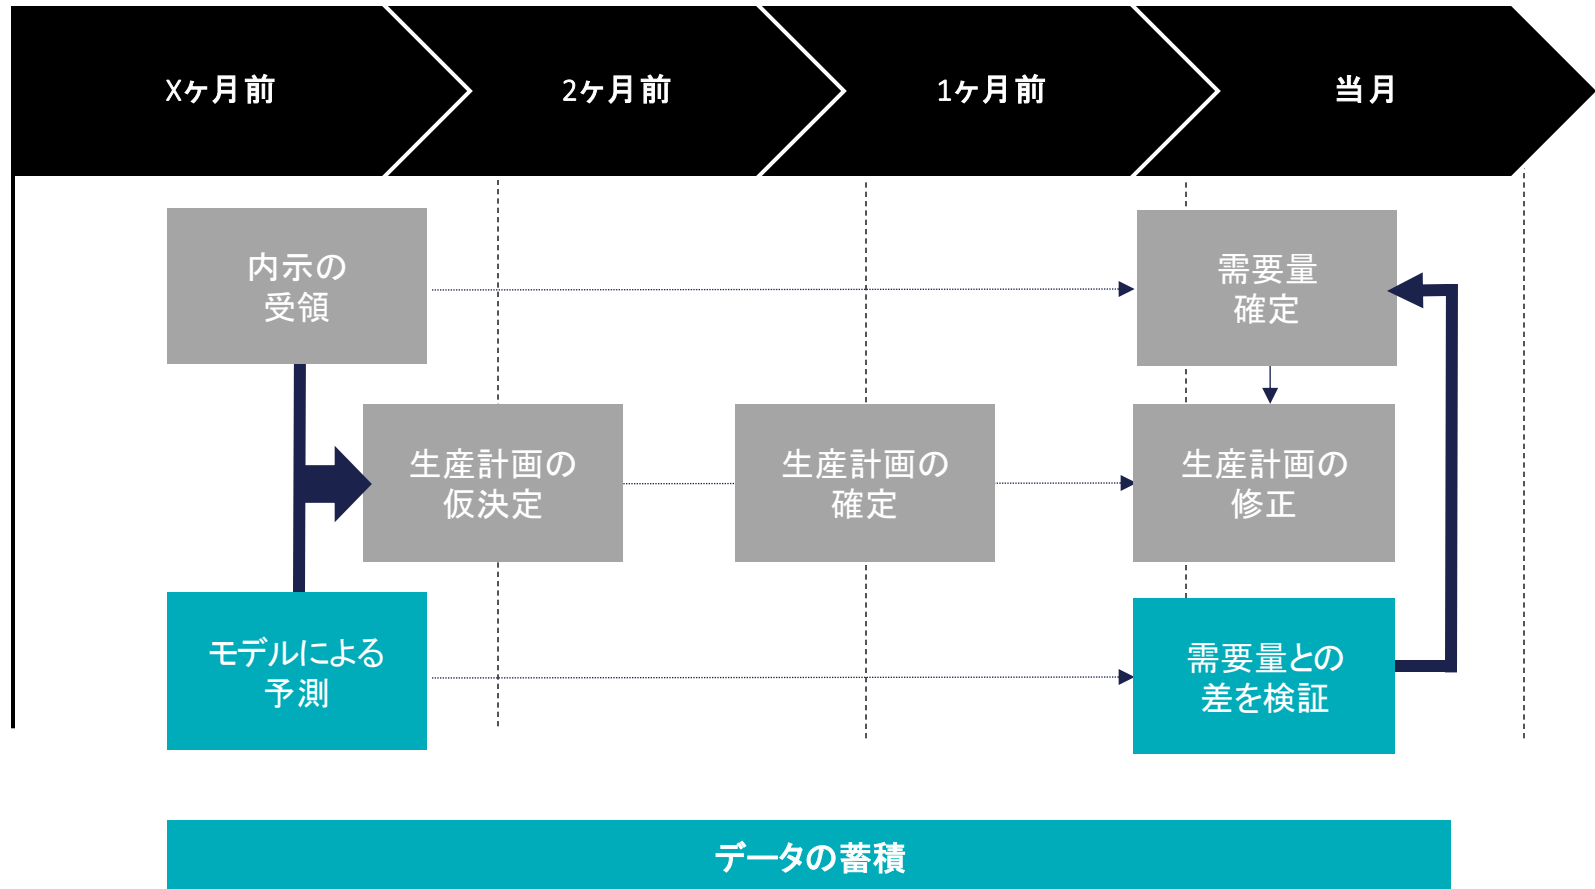 Xヶ月前
2ヶ月前
1ヶ月前
当月
内示の
受領
需要量
確定
生産計画の
仮決定
生産計画の
確定
生産計画の
修正
モデルによる
予測
需要量との
差を検証
データの蓄積